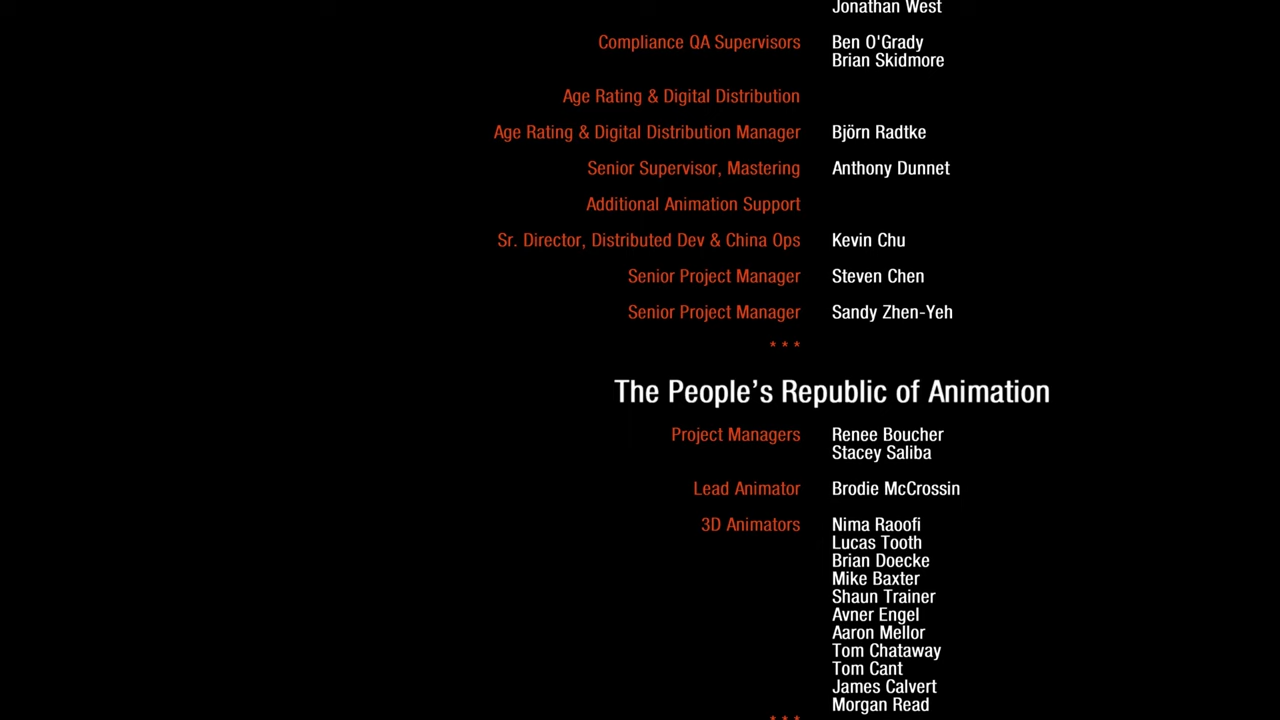 Jonathan West
Compliance QA Supervisors Ben O'Grady
Brian Skidmore
Age Rating & Digital Distribution
Age Rating & Digital Distribution Manager Björn Radtke
Senior Supervisor, Mastering Anthony Dunnet
Additional Animation Support
Sr. Director, Distributed Dev & China Ops Kevin Chu
Senior Project Manager Steven Chen
Senior Project Manager Sandy Zhen-Yeh
* * *
The People’s Republic of Animation
Project Managers Renee Boucher
Stacey Saliba
Lead Animator Brodie McCrossin
3D Animators Nima Raoofi
Lucas Tooth
Brian Doecke
Mike Baxter
Shaun Trainer
Avner Engel
Aaron Mellor
Tom Chataway
Tom Cant
James Calvert
Morgan Read
* * *